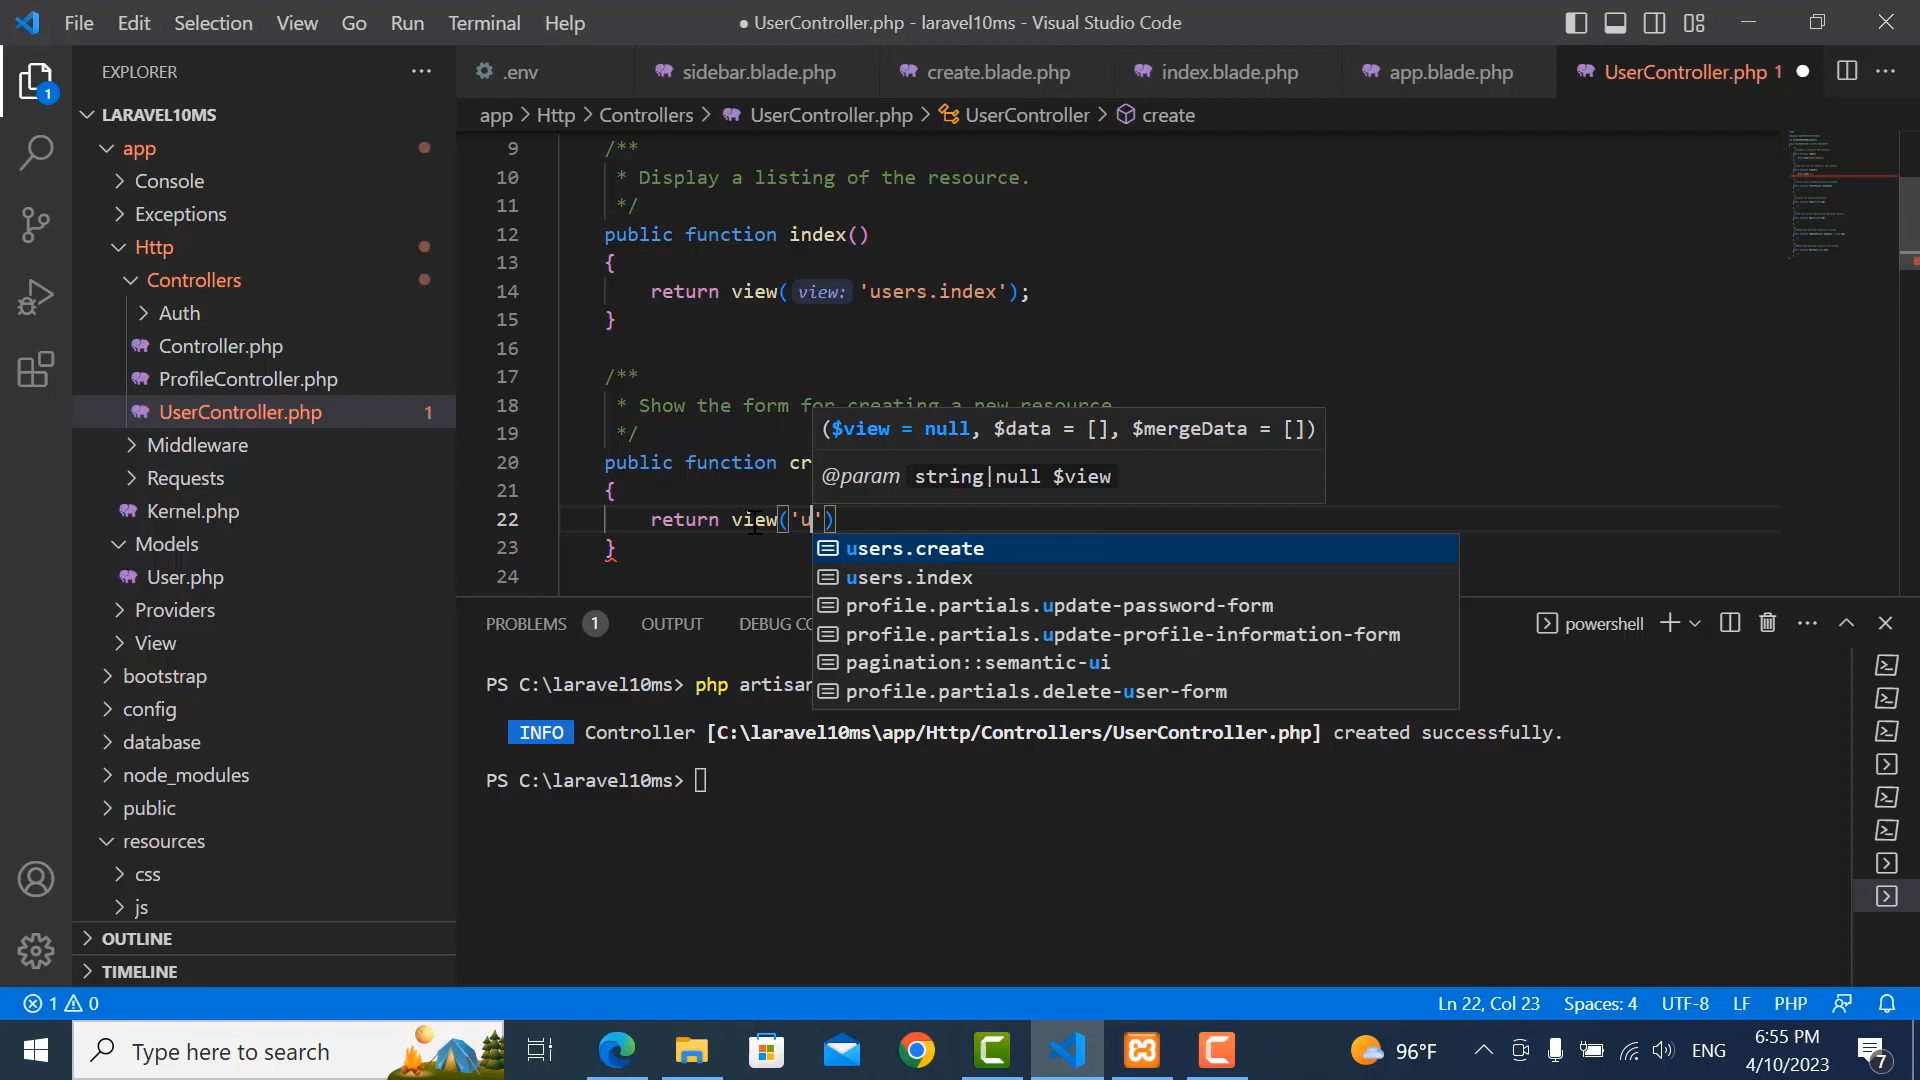 File Edit Selection View Go Run Terminal Help
● UserController.php - laravel10ms - Visual Studio Code
EXPLORER
LARAVEL10MS
app
Console
Exceptions
Http
Controllers
Auth
Controller.php
ProfileController.php
UserController.php 1
Middleware
Requests
Kernel.php
Models
User.php
Providers
View
bootstrap
config
database
node_modules
public
resources
css
js
OUTLINE
TIMELINE
1
.env sidebar.blade.php create.blade.php index.blade.php app.blade.php UserController.php 1
app > Http > Controllers > UserController.php > UserController > create
9 /**
10 * Display a listing of the resource.
11 */
12 public function index()
13 {
14 return view(view: 'users.index');
15 }
16
17 /**
18 * Show the form for creating a new resource
19 */
20 public function cr
21 {
22 return view('u')
23 }
24
($view = null, $data = [], $mergeData = [])
@param string|null $view
users.create
users.index
profile.partials.update-password-form
profile.partials.update-profile-information-form
pagination::semantic-ui
profile.partials.delete-user-form
PROBLEMS 1 OUTPUT DEBUG CO
powershell
PS C:\laravel10ms> php artisan
INFO Controller [C:\laravel10ms\app/Http/Controllers/UserController.php] created successfully.
PS C:\laravel10ms>
1 0
Ln 22, Col 23 Spaces: 4 UTF-8 LF PHP
Type here to search
96°F
ENG
6:55 PM
4/10/2023
7